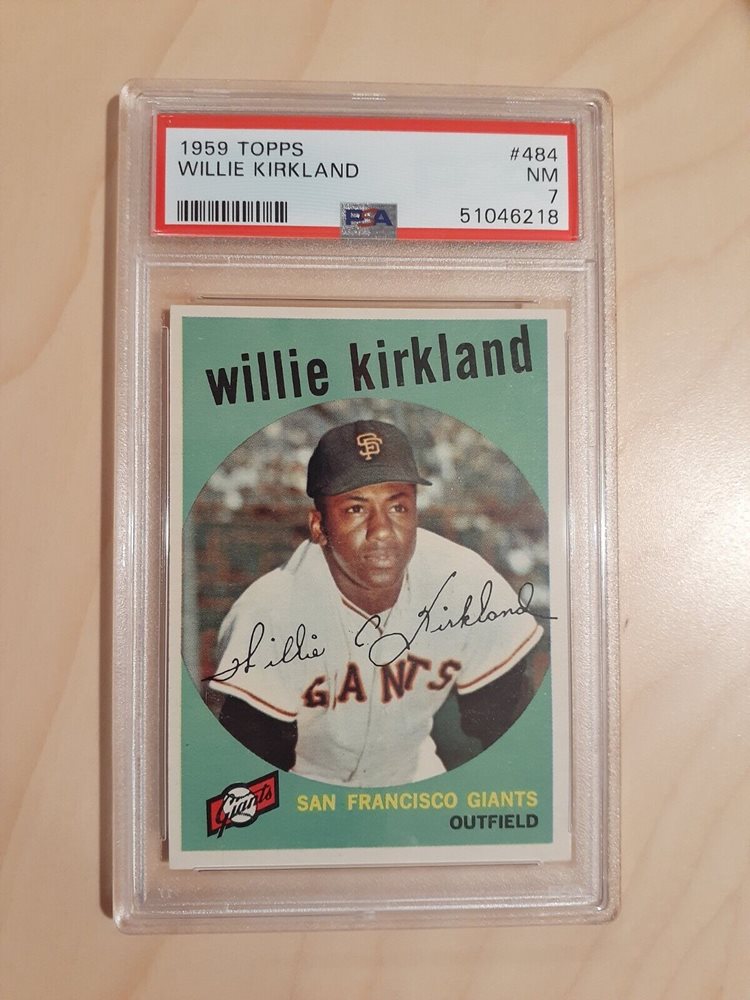 1959 TOPPS #484
WILLIE KIRKLAND NM
7
PSA 51046218
willie kirkland
SF
Willie C Kirkland
GIANTS
Giants
SAN FRANCISCO GIANTS
OUTFIELD